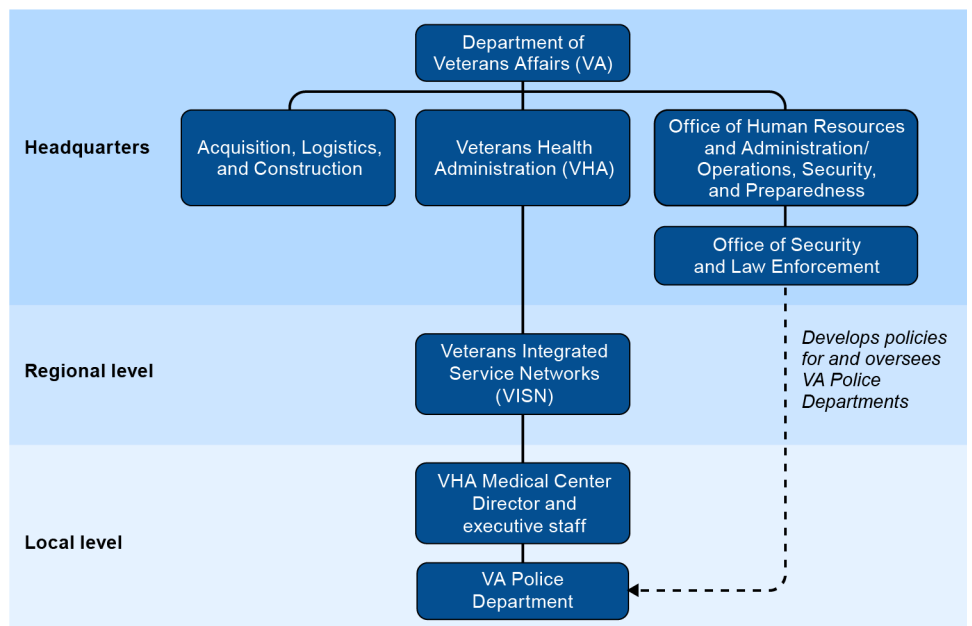 Department of
Veterans Affairs (VA)
Headquarters
Acquisition, Logistics,
and Construction
Veterans Health
Administration (VHA)
Office of Human Resources
and Administration/
Operations, Security,
and Preparedness
Office of Security
and Law Enforcement
Develops policies
for and oversees
VA Police
Departments
Regional level
Veterans Integrated
Service Networks
(VISN)
Local level
VHA Medical Center
Director and
executive staff
VA Police
Department